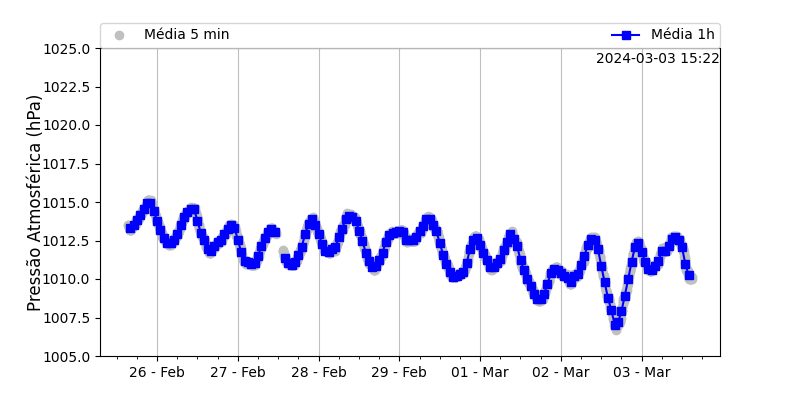 Média 5 min
Média 1h
2024-03-03 15:22
Pressão Atmosférica (hPa)
1025.0
1022.5
1020.0
1017.5
1015.0
1012.5
1010.0
1007.5
1005.0
26 - Feb
27 - Feb
28 - Feb
29 - Feb
01 - Mar
02 - Mar
03 - Mar